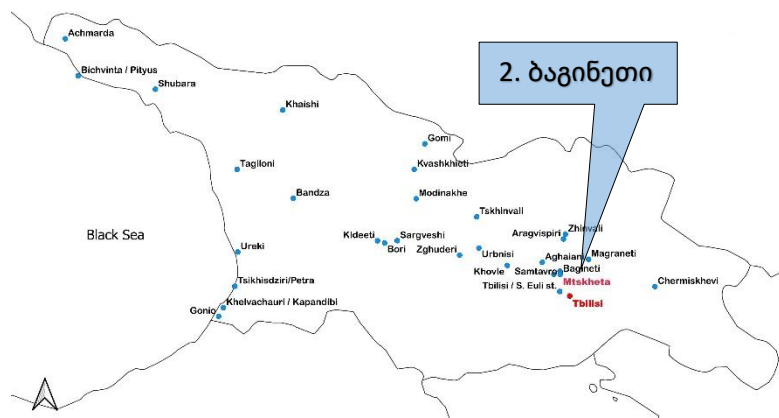 2. ბაგინეთი
Achmarda
Bichvinta / Pityus
Shubara
Khaishi
Gomi
Kvashkhieti
Tagiloni
Modinakhe
Bandza
Tskhinvali
Zhinvali
Aragvispiri
Black Sea
Kldeeti
Sargveshi
Bori
Zghuderi
Urbnisi
Aghaiani
Magraneti
Ureki
Khovle
Samtavro
Bagineti
Mtskheta
Chermiskhevi
Tsikhisdziri/Petra
Tbilisi / S. Euli st.
Tbilisi
Khelvachauri / Kapandibi
Gonio